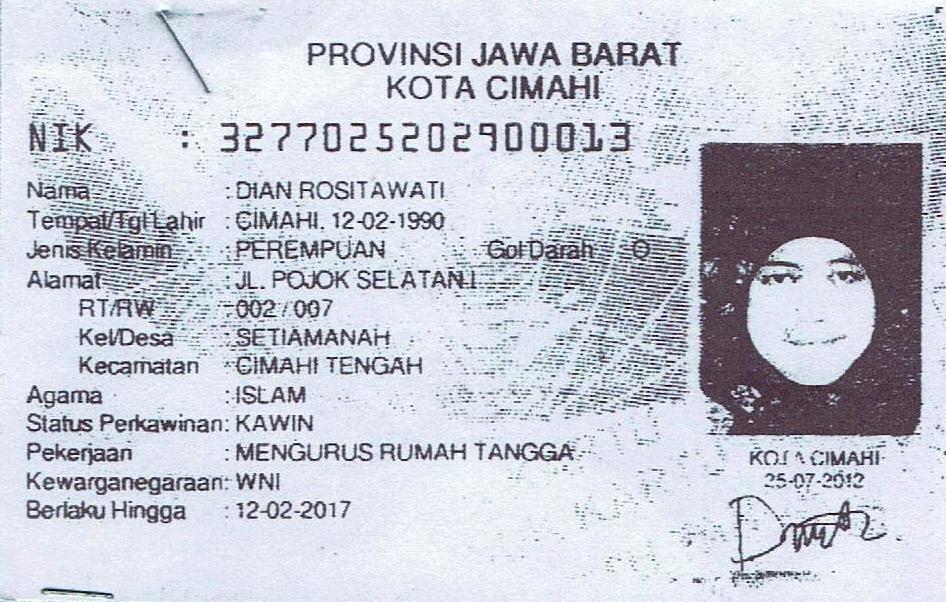 PROVINSI JAWA BARAT
KOTA CIMAHI
NIK : 3277025202900013
Nama : DIAN ROSITAWATI
Tempat/Tgl Lahir : CIMAHI, 12-02-1990
Jenis Kelamin : PEREMPUAN Gol Darah O
Alamat : JL. POJOK SELATAN I
RT/RW : 002 / 007
Kel/Desa : SETIAMANAH
Kecamatan : CIMAHI TENGAH
Agama : ISLAM
Status Perkawinan: KAWIN
Pekerjaan : MENGURUS RUMAH TANGGA
Kewarganegaraan: WNI
Berlaku Hingga : 12-02-2017
KOTA CIMAHI
25-07-2012